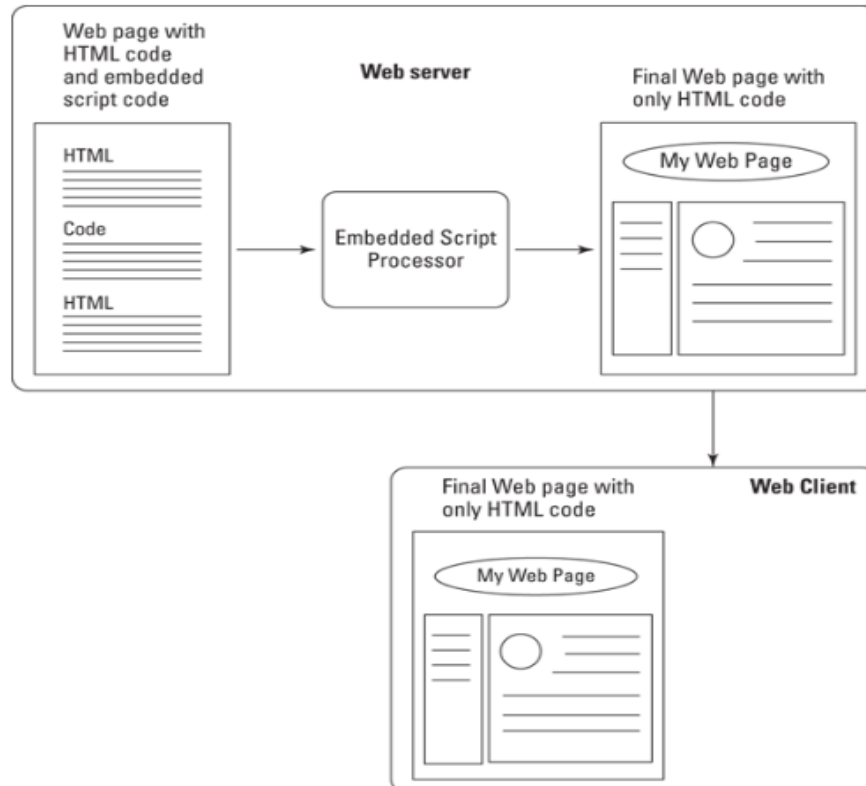 Web page with
HTML code
and embedded
script code
Web server
Final Web page with
only HTML code
HTML
Code
HTML
Embedded Script
Processor
My Web Page
Final Web page with
only HTML code
Web Client
My Web Page